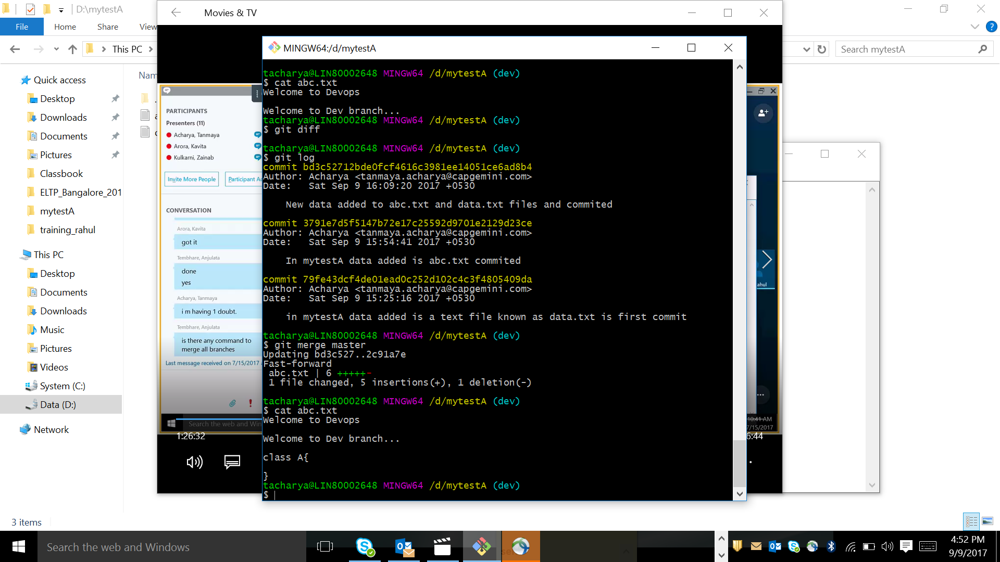 D:\mytestA
File
Home
Share
View
This PC
Search mytestA
Quick access
Desktop
Downloads
Documents
Pictures
Classbook
ELTP_Bangalore_201
mytestA
training_rahul
This PC
Desktop
Documents
Downloads
Music
Pictures
Videos
System (C:)
Data (D:)
Network
3 items
Nam
Movies & TV
PARTICIPANTS
Presenters (11)
Acharya, Tanmaya
Arora, Kavita
Kulkarni, Zainab
Invite More People
Participant Ac
CONVERSATION
Arora, Kavita
got it
Tembhare, Anjulata
done
yes
Acharya, Tanmaya
i m having 1 doubt.
Tembhare, Anjulata
is there any command to
merge all branches
Last message received on 7/15/2017 a
Search the web and Win
1:26:32
MINGW64:/d/mytestA
tacharya@LIN80002648 MINGW64 /d/mytestA (dev)
$ cat abc.txt
Welcome to Devops
Welcome to Dev branch...
tacharya@LIN80002648 MINGW64 /d/mytestA (dev)
$ git diff
tacharya@LIN80002648 MINGW64 /d/mytestA (dev)
$ git log
commit bd3c52712bde0fcf4616c3981ee14051ce6ad8b4
Author: Acharya <tanmaya.acharya@capgemini.com>
Date:   Sat Sep 9 16:09:20 2017 +0530
New data added to abc.txt and data.txt files and commited
commit 3791e7d5f5147b72e17c25592d9701e2129d23ce
Author: Acharya <tanmaya.acharya@capgemini.com>
Date:   Sat Sep 9 15:54:41 2017 +0530
In mytestA data added is abc.txt commited
commit 79fe43dcf4de01ead0c252d102c4c3f4805409da
Author: Acharya <tanmaya.acharya@capgemini.com>
Date:   Sat Sep 9 15:25:16 2017 +0530
in mytestA data added is a text file known as data.txt is first commit
tacharya@LIN80002648 MINGW64 /d/mytestA (dev)
$ git merge master
Updating bd3c527..2c91a7e
Fast-forward
abc.txt | 6 +++++-
1 file changed, 5 insertions(+), 1 deletion(-)
tacharya@LIN80002648 MINGW64 /d/mytestA (dev)
$ cat abc.txt
Welcome to Devops
Welcome to Dev branch...
class A{
}
tacharya@LIN80002648 MINGW64 /d/mytestA (dev)
$
ahul
10:41 AM
7/15/2017
6:44
Search the web and Windows
4:52 PM
9/9/2017